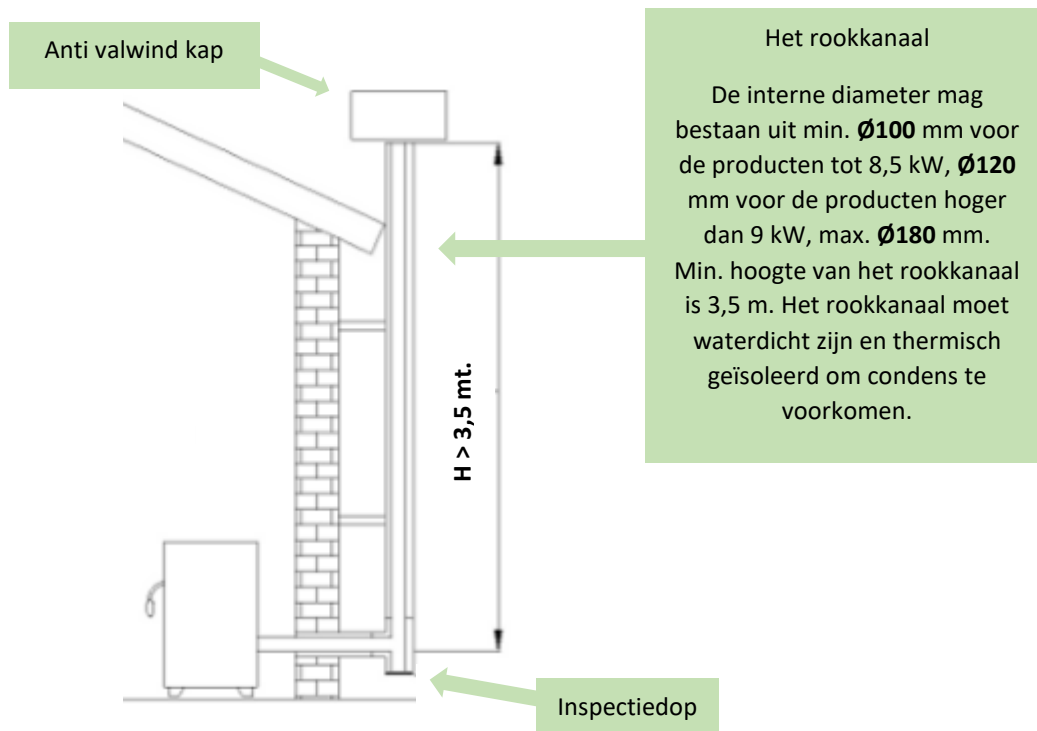 Anti valwind kap
Het rookkanaal
De interne diameter mag
bestaan uit min. Ø100 mm voor
de producten tot 8,5 kW, Ø120
mm voor de producten hoger
dan 9 kW, max. Ø180 mm.
Min. hoogte van het rookkanaal
is 3,5 m. Het rookkanaal moet
waterdicht zijn en thermisch
geïsoleerd om condens te
voorkomen.
H > 3,5 mt.
Inspectiedop